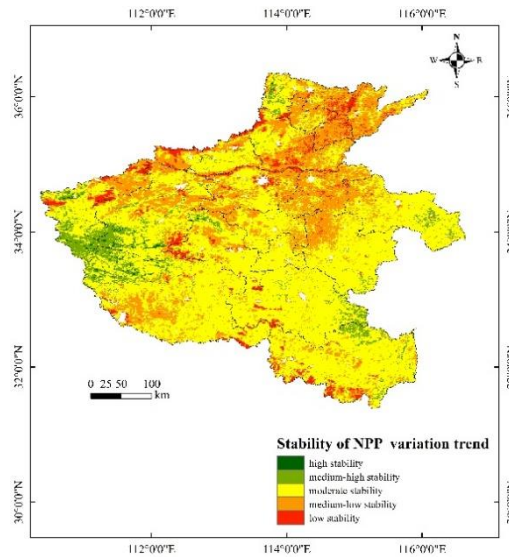 112°0'0"E 114°0'0"E 116°0'0"E
N
W
S
36°0'0"N
34°0'0"N
32°0'0"N
0 25 50 100
km
Stability of NPP variation trend
high stability
medium-high stability
moderate stability
medium-low stability
low stability
30°0'0"N
112°0'0"E 114°0'0"E 116°0'0"E